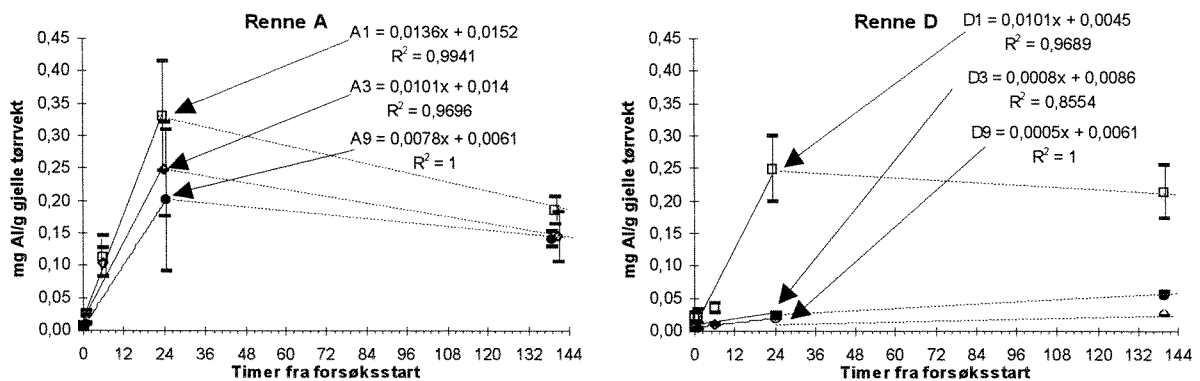 Renne A
A1 = 0,0136x + 0,0152
R² = 0,9941
A3 = 0,0101x + 0,014
R² = 0,9696
A9 = 0,0078x + 0,0061
R² = 1
mg Al/g gjelle tørrvekt
0,45
0,40
0,35
0,30
0,25
0,20
0,15
0,10
0,05
0,00
0 12 24 36 48 60 72 84 96 108 120 132 144
Timer fra forsøksstart
Renne D
D1 = 0,0101x + 0,0045
R² = 0,9689
D3 = 0,0008x + 0,0086
R² = 0,8554
D9 = 0,0005x + 0,0061
R² = 1
mg Al/g gjelle tørrvekt
0,45
0,40
0,35
0,30
0,25
0,20
0,15
0,10
0,05
0,00
0 12 24 36 48 60 72 84 96 108 120 132 144
Timer fra forsøksstart